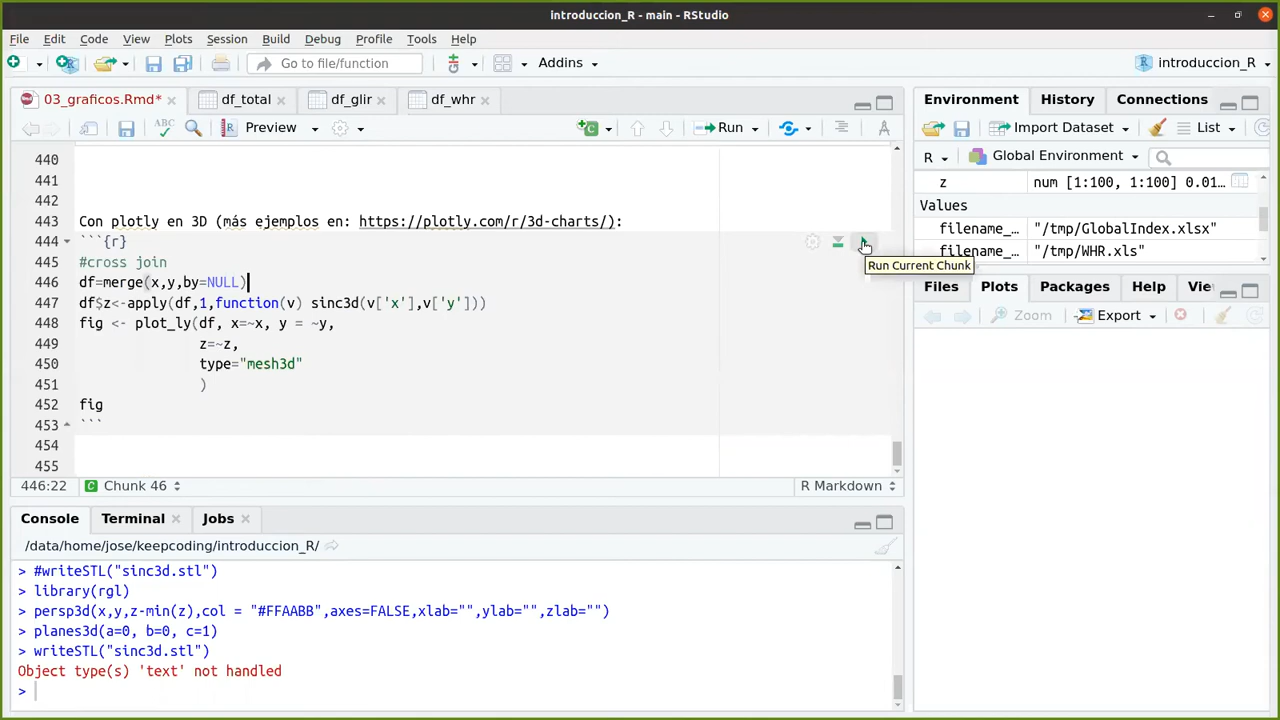 introduccion_R - main - RStudio
File Edit Code View Plots Session Build Debug Profile Tools Help
Go to file/function Addins introduccion_R
03_graficos.Rmd* df_total df_glir df_whr
Environment History Connections
ABC Preview Run
Import Dataset List
R Global Environment
z num [1:100, 1:100] 0.01…
Values
filename_… "/tmp/GlobalIndex.xlsx"
filename_… "/tmp/WHR.xls"
440
441
442
443 Con plotly en 3D (más ejemplos en: https://plotly.com/r/3d-charts/):
444 ```{r}
445 #cross join
446 df=merge(x,y,by=NULL)
447 df$z<-apply(df,1,function(v) sinc3d(v['x'],v['y']))
448 fig <- plot_ly(df, x=~x, y = ~y,
449 z=~z,
450 type="mesh3d"
451 )
452 fig
453 ```
454
455
Run Current Chunk
446:22 Chunk 46 R Markdown
Files Plots Packages Help Vie
Zoom Export
Console Terminal Jobs
/data/home/jose/keepcoding/introduccion_R/
> #writeSTL("sinc3d.stl")
> library(rgl)
> persp3d(x,y,z-min(z),col = "#FFAABB",axes=FALSE,xlab="",ylab="",zlab="")
> planes3d(a=0, b=0, c=1)
> writeSTL("sinc3d.stl")
Object type(s) 'text' not handled
>